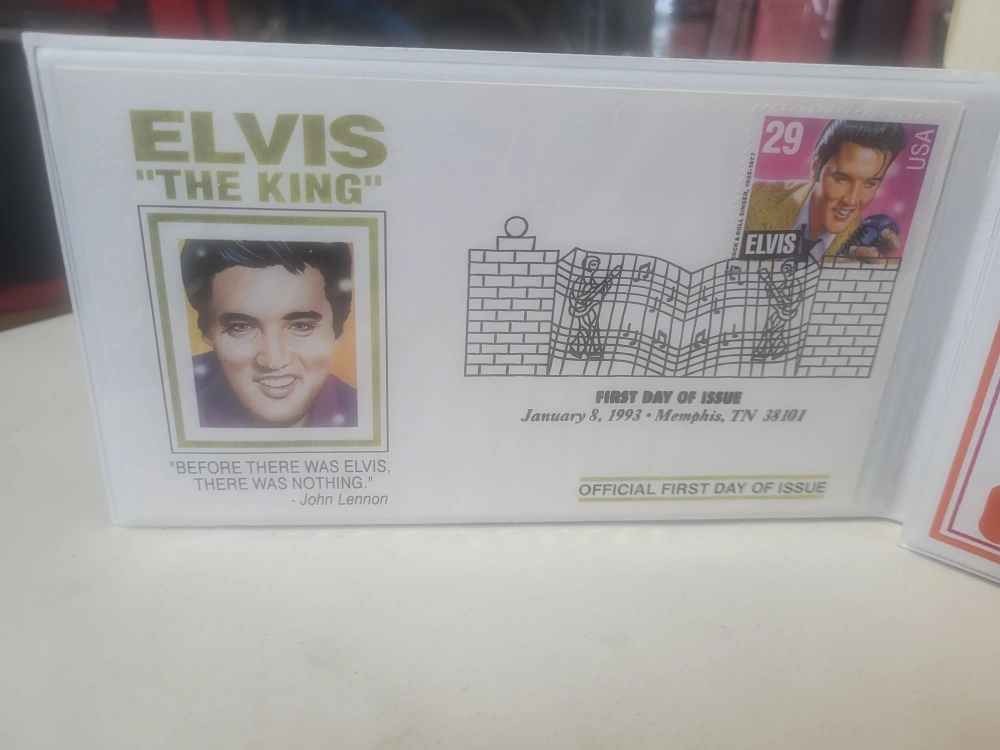 ELVIS
"THE KING"
"BEFORE THERE WAS ELVIS,
THERE WAS NOTHING."
- John Lennon
29
USA
ROCK & ROLL SINGER, 1935-1977
ELVIS
FIRST DAY OF ISSUE
January 8, 1993 • Memphis, TN 38101
OFFICIAL FIRST DAY OF ISSUE